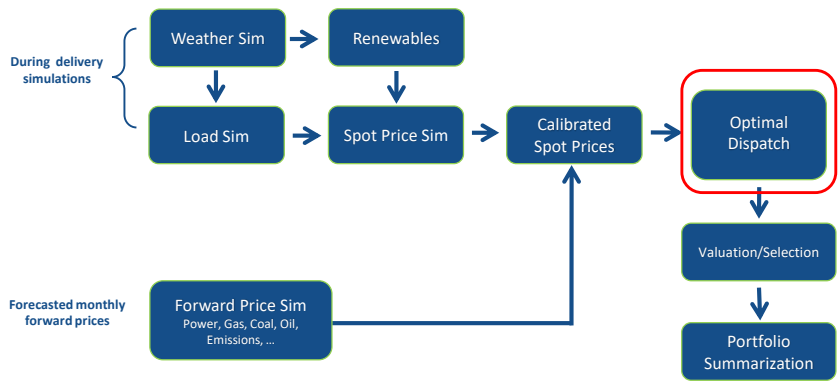 During delivery
simulations
Weather Sim
Renewables
Load Sim
Spot Price Sim
Calibrated
Spot Prices
Optimal
Dispatch
Valuation/Selection
Forecasted monthly
forward prices
Forward Price Sim
Power, Gas, Coal, Oil,
Emissions, ...
Portfolio
Summarization